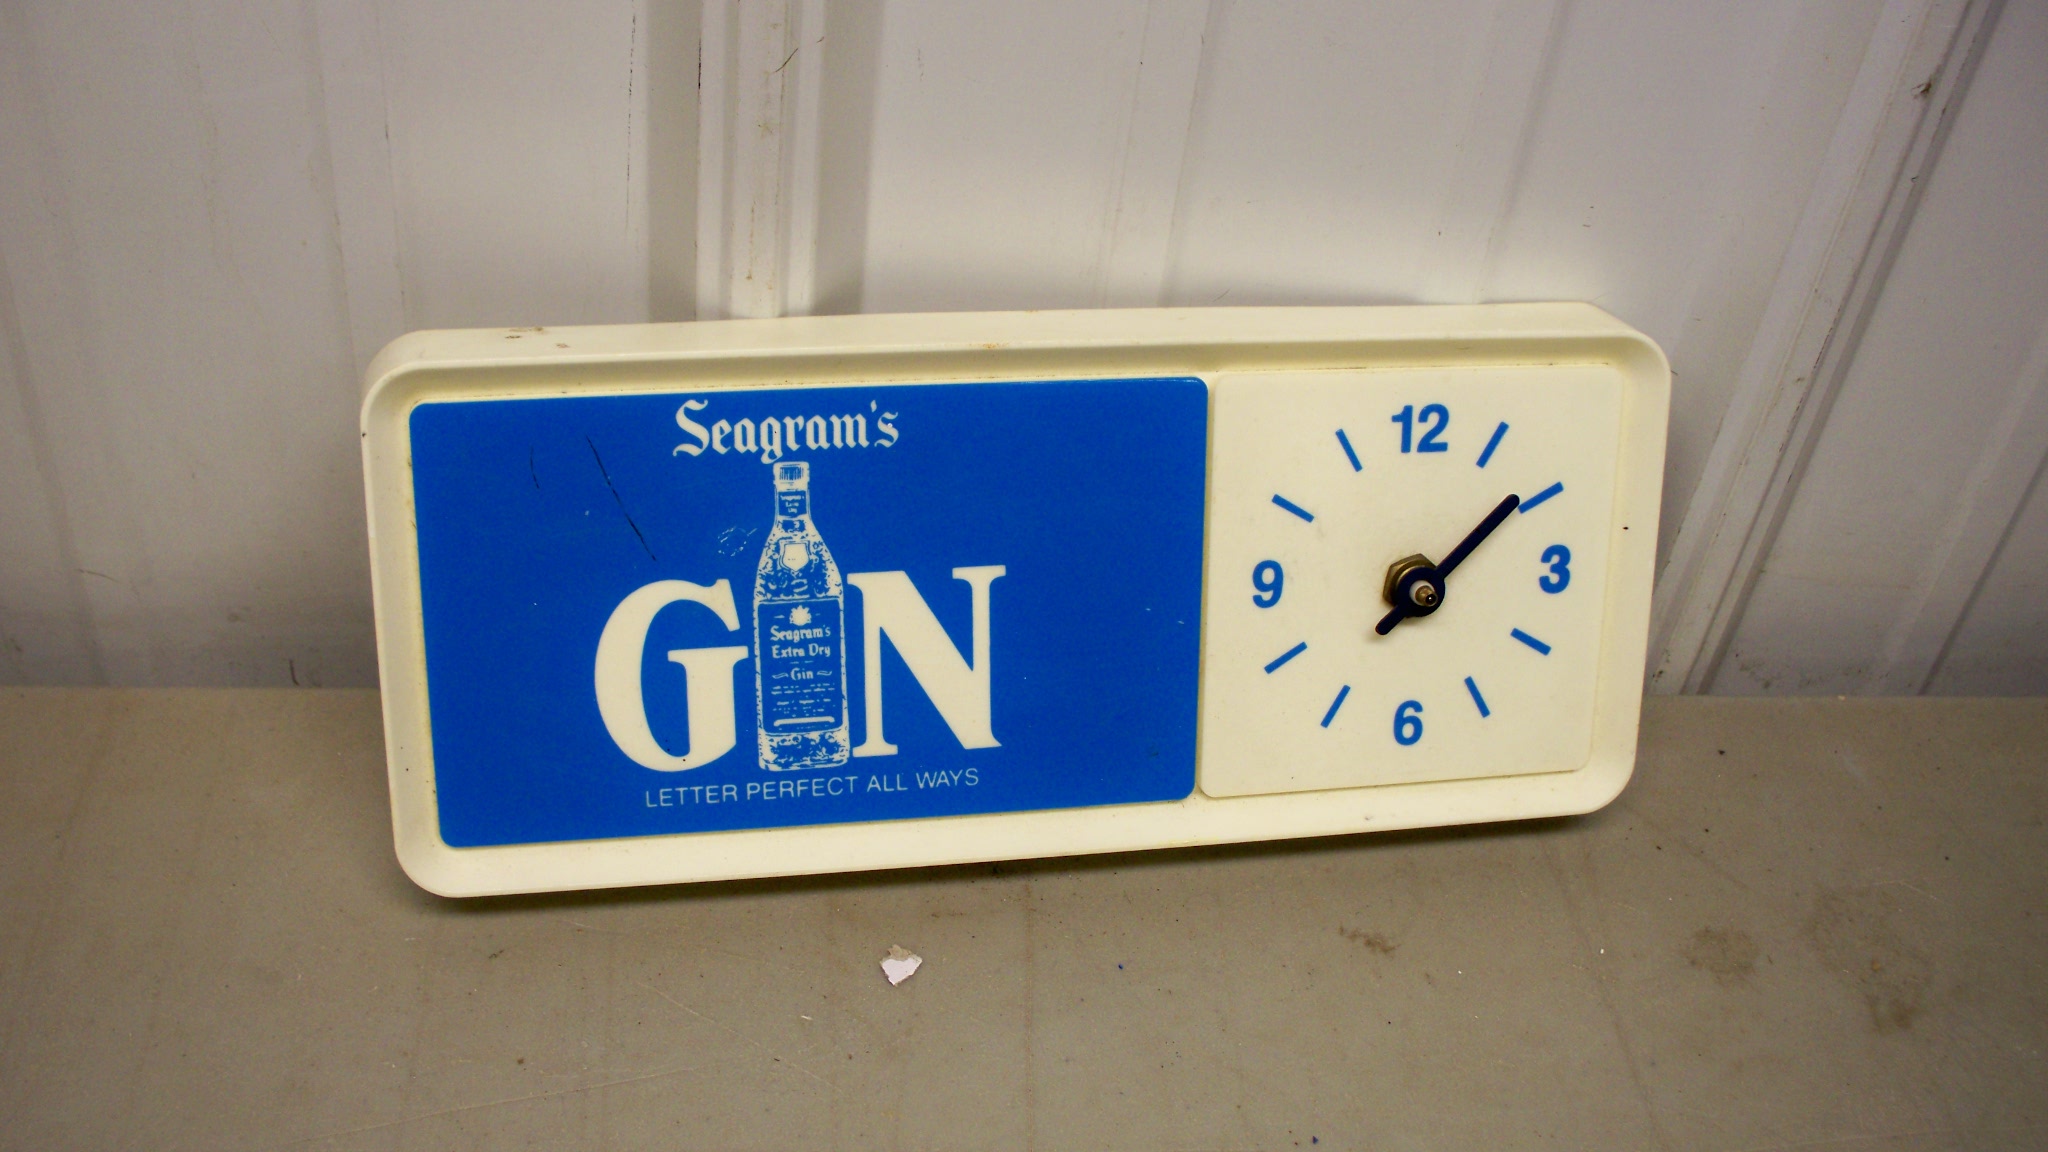 Seagram's
GIN
Seagram's
Extra Dry
Gin
LETTER PERFECT ALL WAYS
12
3
6
9